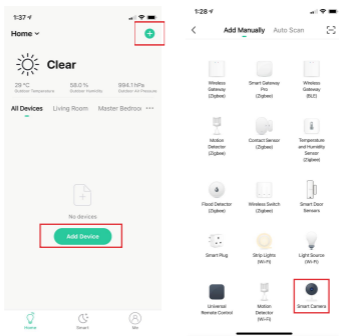 1:37
Home
Clear
29 °C
58.0 %
994.1 hPa
Outdoor Temperature
Outdoor Humidity
Outdoor Air Pressure
All Devices
Living Room
Master Bedroo
No devices
Add Device
Home
Smart
Me
1:28
Add Manually
Auto Scan
Wireless
Gateway
(Zigbee)
Smart Gateway
Pro
(Zigbee)
Wireless
Gateway
(BLE)
Motion
Detector
(Zigbee)
Contact Sensor
(Zigbee)
Temperature
and Humidity
Sensor
(Zigbee)
Flood Detector
(Zigbee)
Wireless Switch
(Zigbee)
Smart Door
Sensors
Smart Plug
Strip Lights
(Wi-Fi)
Light Source
(Wi-Fi)
Universal
Remote Control
Motion
Detector
(Wi-Fi)
Smart Camera